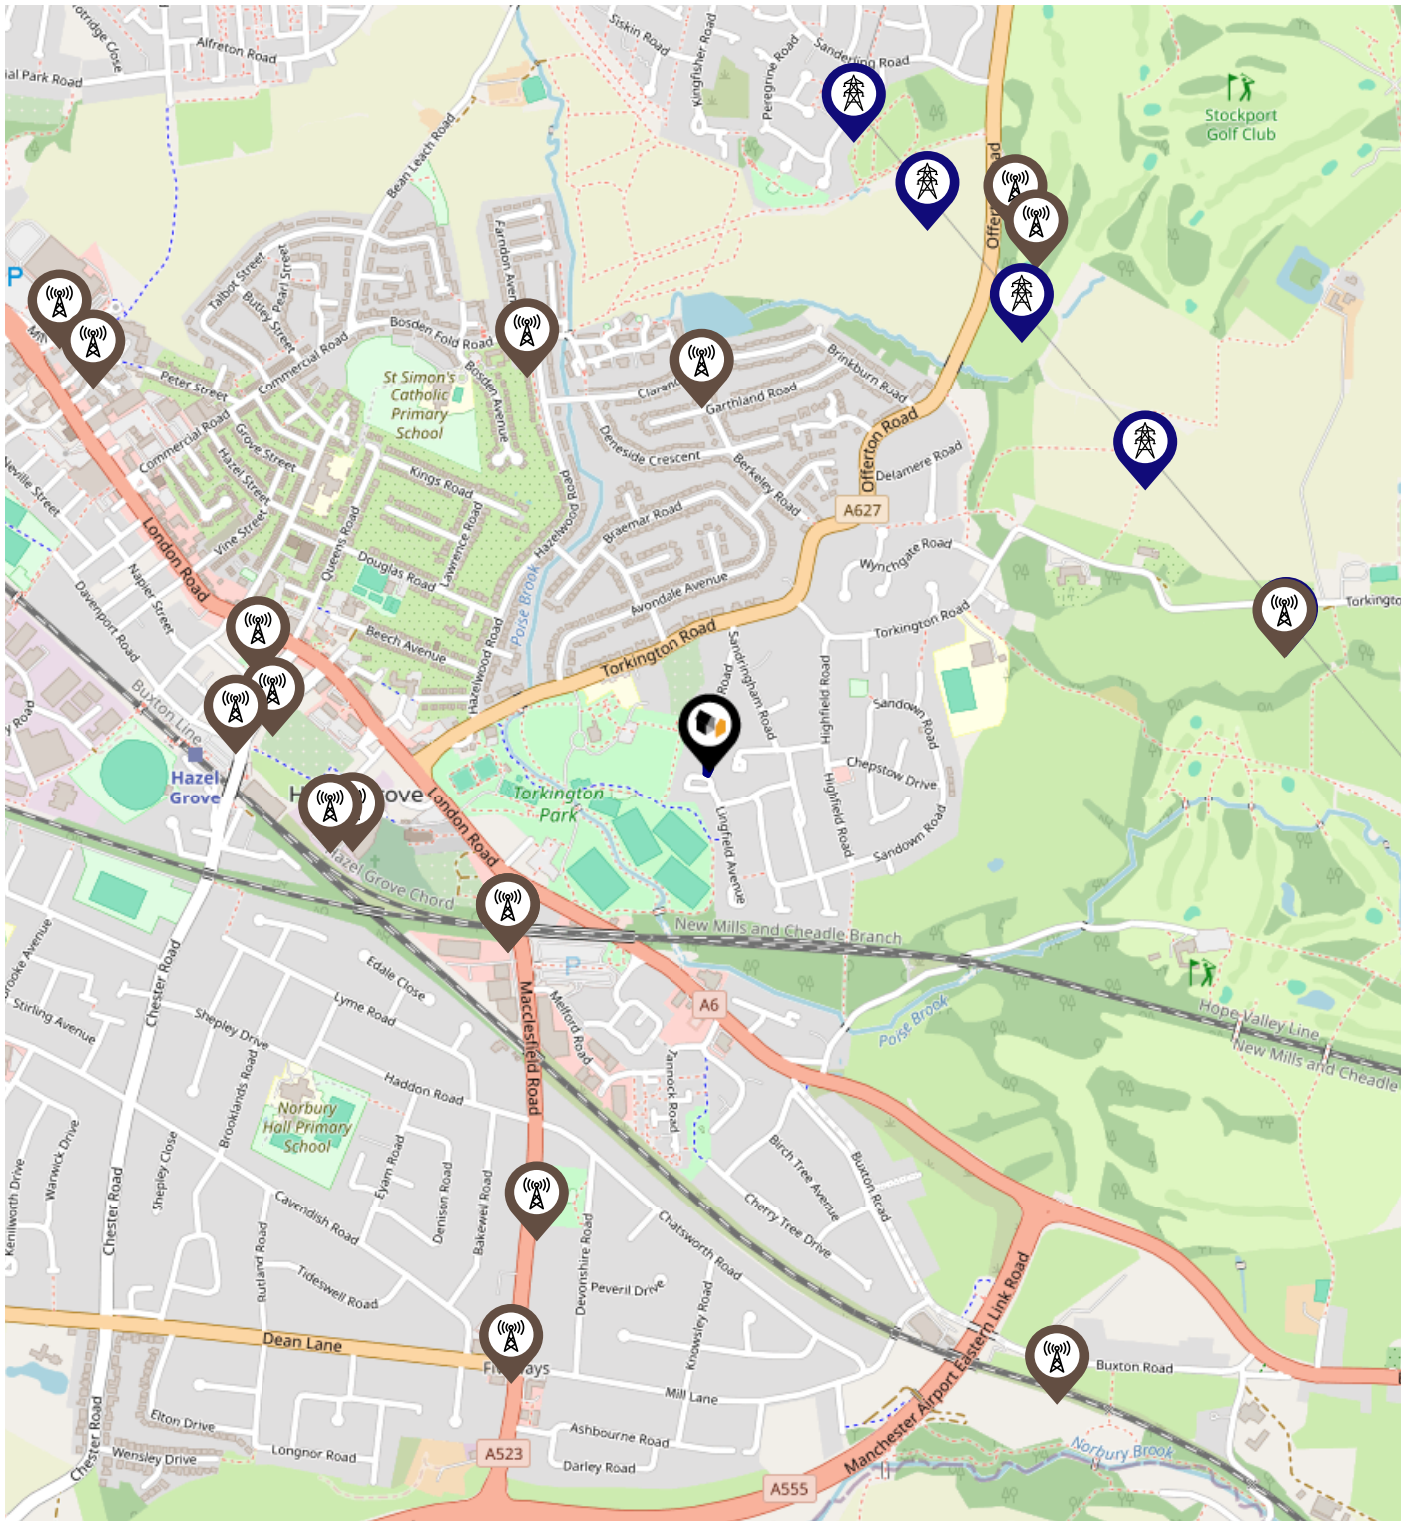 Siskin Road
Kingfisher Road
Peregrine Road
Sanderling Road
Alfreton Road
ial Park Road
Bean Leach Road
Stockport
Golf Club
P
Talbot Street
Pearl Street
Butley Street
Commercial Road
Bosden Fold Road
Peter Street
St Simon's
Catholic
Primary
School
Bosden Avenue
Brinkburn Road
Garthland Road
Deneside Crescent
Berkeley Road
Offerton Road
Delamere Road
A627
Commercial Road
Grove Street
Hazel Street
Vine Street
Kings Road
Queens Road
Lawrence Road
Douglas Road
Hazelwood Road
Braemar Road
Avondale Avenue
Wynchgate Road
Torkington Road
Neville Street
London Road
Napier Street
Davenport Road
Buxton Line
Beech Avenue
Hazelwood Road
Poise Brook
Torkington Road
Sandringham Road
Highfield Road
Sandown Road
Chepstow Drive
Highfield Road
Sandown Road
Lingfield Avenue
Hazel
Grove
Torkington
Park
London Road
Hazel Grove Chord
New Mills and Cheadle Branch
Chester Road
Stirling Avenue
Edale Close
Lyme Road
Shepley Drive
Haddon Road
Brooklands Road
Macclesfield Road
Melford Road
P
A6
Tannock Road
Poise Brook
Hope Valley Line
New Mills and Cheadle
Norbury
Hall Primary
School
Warwick Drive
Kenilworth Drive
Shepley Close
Chester Road
Eyam Road
Denison Road
Bakewell Road
Cavendish Road
Rutland Road
Tideswell Road
Devonshire Road
Peveril Drive
Chatsworth Road
Knowsley Road
Birch Tree Avenue
Cherry Tree Drive
Buxton Road
Dean Lane
Mill Lane
Buxton Road
Manchester Airport Eastern Link Road
Chester Road
Elton Drive
Wensley Drive
Longnor Road
Ashbourne Road
Darley Road
A523
A555
Norbury Brook